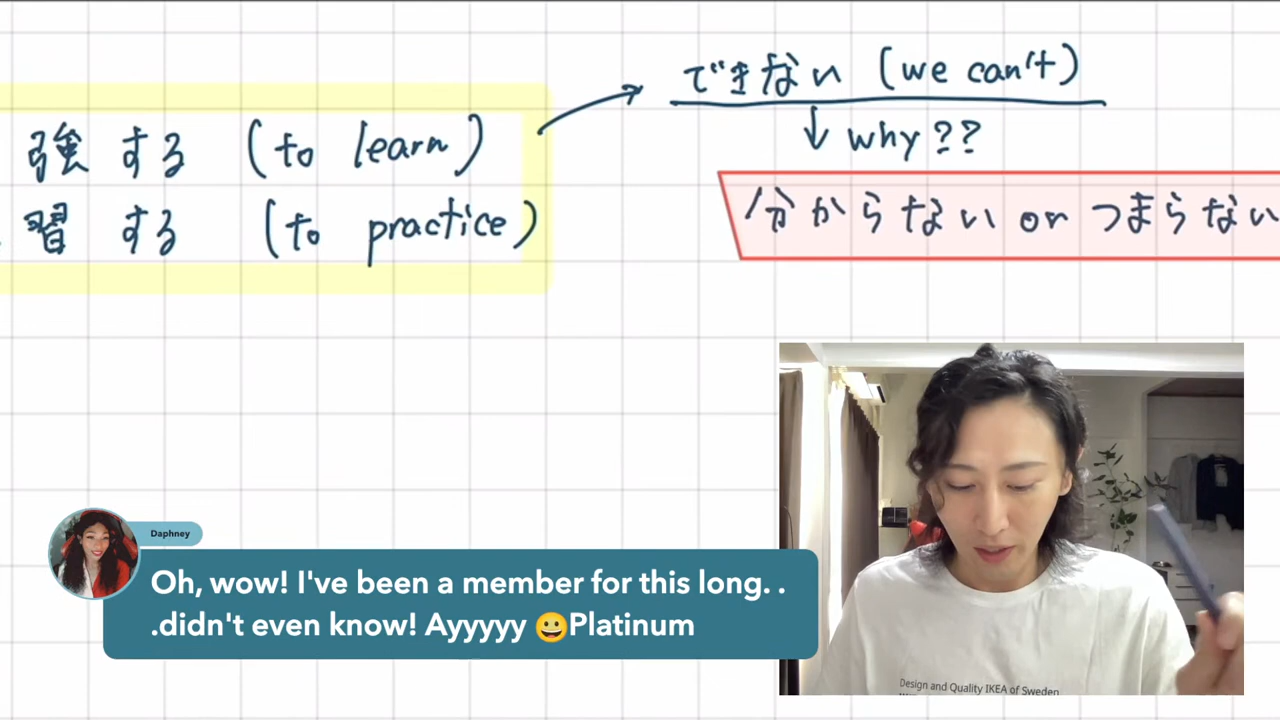 できない (we can't)
↓ why??
強する (to learn)
習する (to practice)
分からない or つまらない
Daphney
Oh, wow! I've been a member for this long. .
.didn't even know! Ayyyyy 😀Platinum
Design and Quality IKEA of Sweden